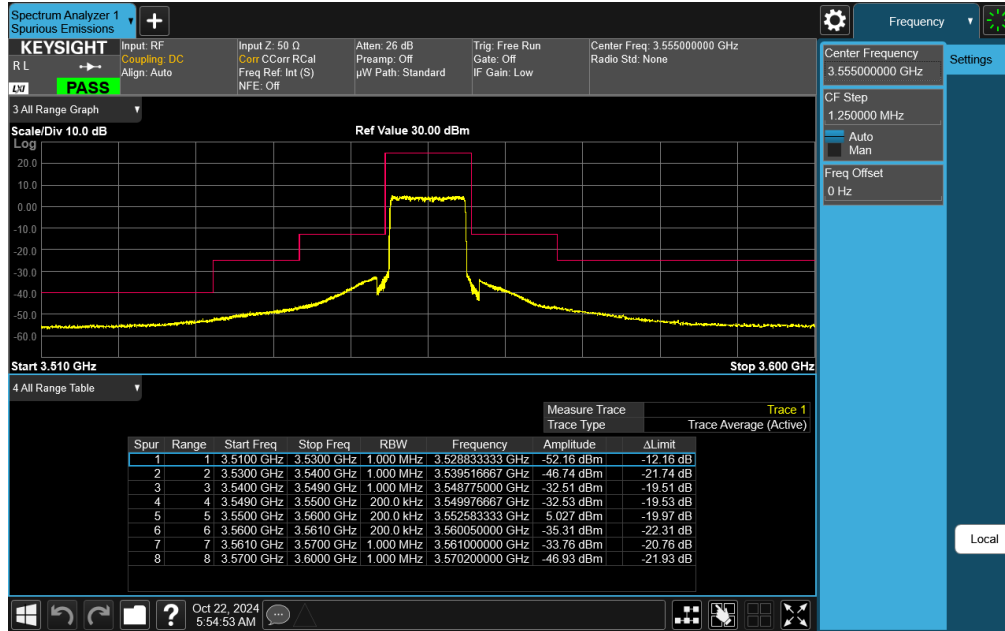 Spectrum Analyzer 1
Spurious Emissions
Frequency
KEYSIGHT
R L
LXI
PASS
Input: RF
Coupling: DC
Align: Auto
Input Z: 50 Ω
Corr CCorr RCal
Freq Ref: Int (S)
NFE: Off
Atten: 26 dB
Preamp: Off
µW Path: Standard
Trig: Free Run
Gate: Off
IF Gain: Low
Center Freq: 3.555000000 GHz
Radio Std: None
Center Frequency
3.555000000 GHz
Settings
CF Step
1.250000 MHz
Auto
Man
Freq Offset
0 Hz
Local
3 All Range Graph
Scale/Div 10.0 dB
Ref Value 30.00 dBm
Log
20.0
10.0
0.00
-10.0
-20.0
-30.0
-40.0
-50.0
-60.0
Start 3.510 GHz
Stop 3.600 GHz
4 All Range Table
Measure Trace Trace 1
Trace Type Trace Average (Active)
Spur Range Start Freq Stop Freq RBW Frequency Amplitude ΔLimit
1 1 3.5100 GHz 3.5300 GHz 1.000 MHz 3.528833333 GHz -52.16 dBm -12.16 dB
2 2 3.5300 GHz 3.5400 GHz 1.000 MHz 3.539516667 GHz -46.74 dBm -21.74 dB
3 3 3.5400 GHz 3.5490 GHz 1.000 MHz 3.548775000 GHz -32.51 dBm -19.51 dB
4 4 3.5490 GHz 3.5500 GHz 200.0 kHz 3.549976667 GHz -32.53 dBm -19.53 dB
5 5 3.5500 GHz 3.5600 GHz 200.0 kHz 3.552583333 GHz 5.027 dBm -19.97 dB
6 6 3.5600 GHz 3.5610 GHz 200.0 kHz 3.560050000 GHz -35.31 dBm -22.31 dB
7 7 3.5610 GHz 3.5700 GHz 1.000 MHz 3.561000000 GHz -33.76 dBm -20.76 dB
8 8 3.5700 GHz 3.6000 GHz 1.000 MHz 3.570200000 GHz -46.93 dBm -21.93 dB
?
Oct 22, 2024
5:54:53 AM